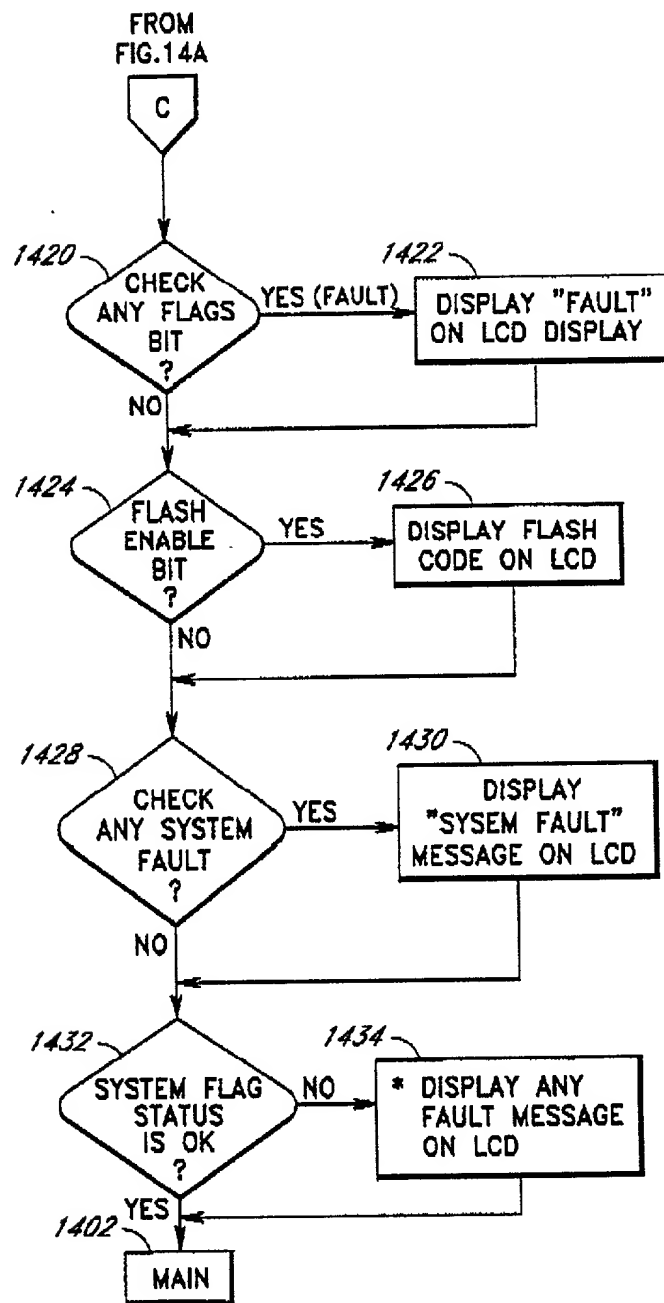 FROM
FIG.14A
C
1420
CHECK
ANY FLAGS
BIT
?
YES (FAULT)
1422
DISPLAY "FAULT"
ON LCD DISPLAY
NO
1424
FLASH
ENABLE
BIT
?
YES
1426
DISPLAY FLASH
CODE ON LCD
NO
1428
CHECK
ANY SYSTEM
FAULT
?
YES
1430
DISPLAY
"SYSEM FAULT"
MESSAGE ON LCD
NO
1432
SYSTEM FLAG
STATUS
IS OK
?
NO
1434
* DISPLAY ANY
FAULT MESSAGE
ON LCD
YES
1402
MAIN